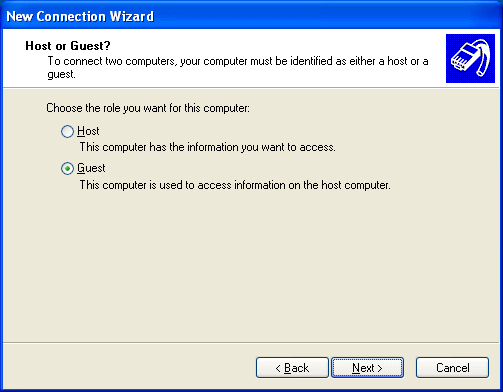 New Connection Wizard
Host or Guest?
To connect two computers, your computer must be identified as either a host or a
guest.
Choose the role you want for this computer:
Host
This computer has the information you want to access.
Guest
This computer is used to access information on the host computer.
< Back Next > Cancel